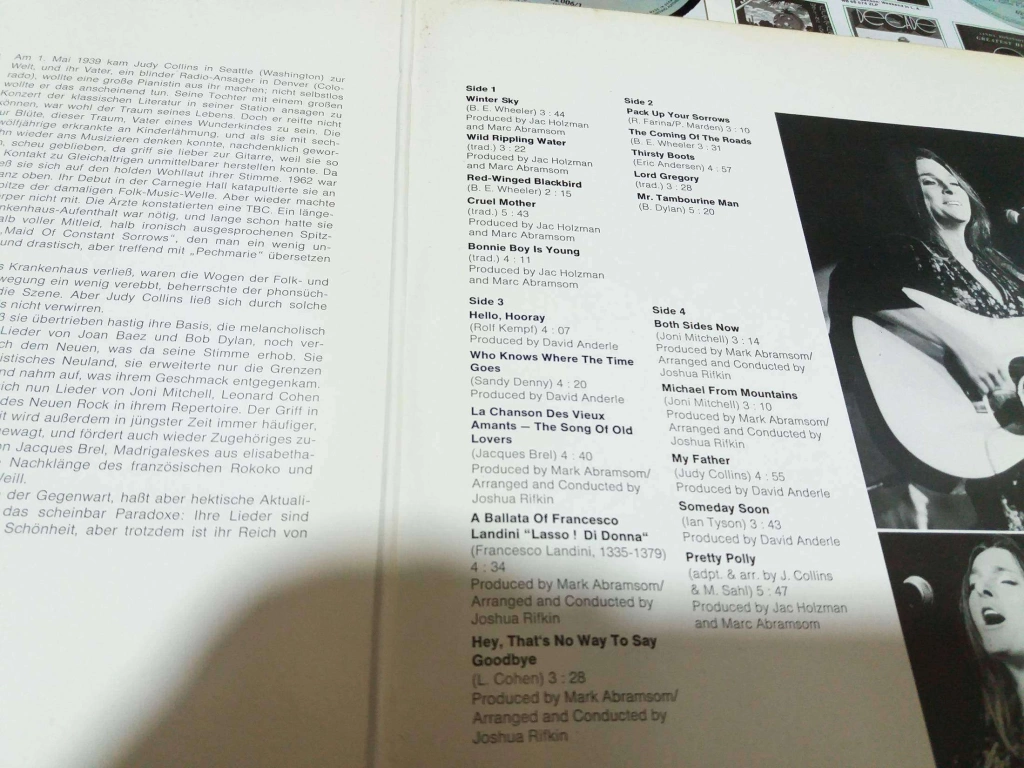 Am 1. Mai 1939 kam Judy Collins in Seattle (Washington) zur
Welt, und ihr Vater, ein blinder Radio-Ansager in Denver (Colo-
rado), wollte eine große Pianistin aus ihr machen; nicht selbstlos
wollte er das anscheinend tun. Seine Tochter mit einem großen
Konzert der klassischen Literatur in seiner Station ansagen zu
können, war wohl der Traum seines Lebens. Doch er reifte nicht
zur Blüte, dieser Traum, Vater eines Wunderkindes zu sein. Die
wölfjährige erkrankte an Kinderlähmung, und als sie mit sech-
hn wieder ans Musizieren denken konnte, nachdenklich gewor-
n, scheu geblieben, da griff sie lieber zur Gitarre, weil sie so
Kontakt zu Gleichaltrigen unmittelbarer herstellen konnte. Da
eß sie sich auf den holden Wohllaut ihrer Stimme. 1962 war
anz oben. Ihr Debut in der Carnegie Hall katapultierte sie an
pitze der damaligen Folk-Music-Welle. Aber wieder machte
örper nicht mit. Die Ärzte konstatierten eine TBC. Ein länge-
nkenhaus-Aufenthalt war nötig, und lange schon hatte sie
alb voller Mitleid, halb ironisch ausgesprochenen Spitz-
„Maid Of Constant Sorrows“, den man ein wenig un-
und drastisch, aber treffend mit „Pechmarie“ übersetzen
s Krankenhaus verließ, waren die Wogen der Folk- und
wegung ein wenig verebbt, beherrschte der phonsüch-
die Szene. Aber Judy Collins ließ sich durch solche
s nicht verwirren.
ß sie übertrieben hastig ihre Basis, die melancholisch
Lieder von Joan Baez und Bob Dylan, noch ver-
ch dem Neuen, was da seine Stimme erhob. Sie
istisches Neuland, sie erweiterte nur die Grenzen
nd nahm auf, was ihrem Geschmack entgegenkam.
ich nun Lieder von Joni Mitchell, Leonard Cohen
des Neuen Rock in ihrem Repertoire. Der Griff in
it wird außerdem in jüngster Zeit immer häufiger,
ewagt, und fördert auch wieder Zugehöriges zu-
n Jacques Brel, Madrigaleskes aus elisabetha-
e Nachklänge des französischen Rokoko und
Weill.
der Gegenwart, haßt aber hektische Aktuali-
das scheinbar Paradoxe: Ihre Lieder sind
Schönheit, aber trotzdem ist ihr Reich von
Side 1
Winter Sky
(B. E. Wheeler) 3 : 44
Produced by Jac Holzman
and Marc Abramsom
Wild Rippling Water
(trad.) 3 : 22
Produced by Jac Holzman
and Marc Abramsom
Red-Winged Blackbird
(B. E. Wheeler) 2 : 15
Cruel Mother
(trad.) 5 : 43
Produced by Jac Holzman
and Marc Abramsom
Bonnie Boy Is Young
(trad.) 4 : 11
Produced by Jac Holzman
and Marc Abramsom
Side 2
Pack Up Your Sorrows
(R. Farina/P. Marden) 3 : 10
The Coming Of The Roads
(B. E. Wheeler 3 : 31
Thirsty Boots
(Eric Andersen) 4 : 57
Lord Gregory
(trad.) 3 : 28
Mr. Tambourine Man
(B. Dylan) 5 : 20
Side 3
Hello, Hooray
(Rolf Kempf) 4 : 07
Produced by David Anderle
Who Knows Where The Time
Goes
(Sandy Denny) 4 : 20
Produced by David Anderle
La Chanson Des Vieux
Amants – The Song Of Old
Lovers
(Jacques Brel) 4 : 40
Produced by Mark Abramsom/
Arranged and Conducted by
Joshua Rifkin
A Ballata Of Francesco
Landini "Lasso ! Di Donna"
(Francesco Landini, 1335-1379)
4 : 34
Produced by Mark Abramsom/
Arranged and Conducted by
Joshua Rifkin
Hey, That's No Way To Say
Goodbye
(L. Cohen) 3 : 28
Produced by Mark Abramsom/
Arranged and Conducted by
Joshua Rifkin
Side 4
Both Sides Now
(Joni Mitchell) 3 : 14
Produced by Mark Abramsom/
Arranged and Conducted by
Joshua Rifkin
Michael From Mountains
(Joni Mitchell) 3 : 10
Produced by Mark Abramsom/
Arranged and Conducted by
Joshua Rifkin
My Father
(Judy Collins) 4 : 55
Produced by David Anderle
Someday Soon
(Ian Tyson) 3 : 43
Produced by David Anderle
Pretty Polly
(adpt. & arr. by J. Collins
& M. Sahl) 5 : 47
Produced by Jac Holzman
and Marc Abramsom